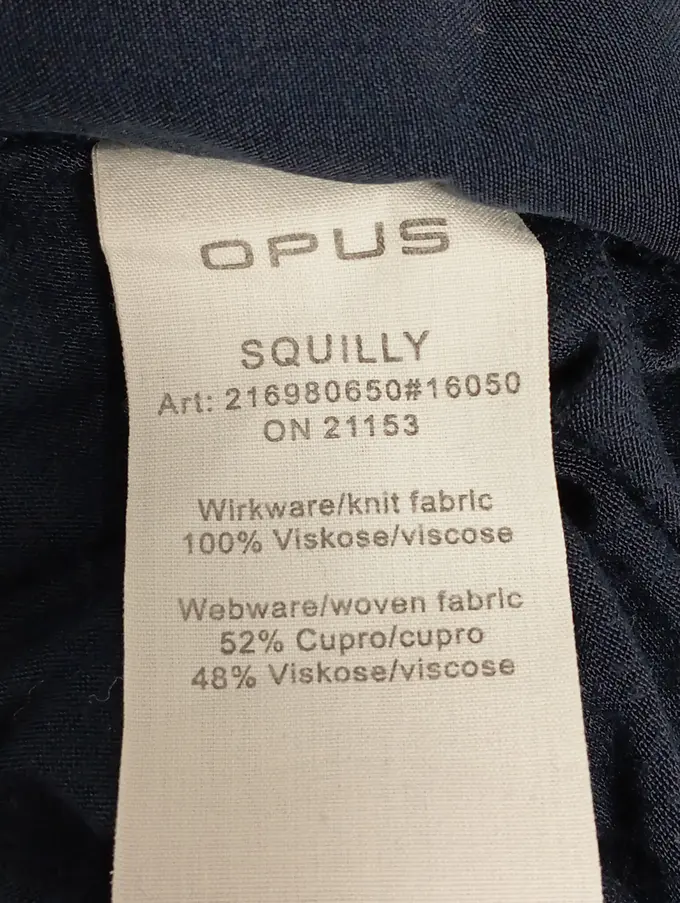 OPUS
SQUILLY
Art: 216980650#16050
ON 21153
Wirkware/knit fabric
100% Viskose/viscose
Webware/woven fabric
52% Cupro/cupro
48% Viskose/viscose